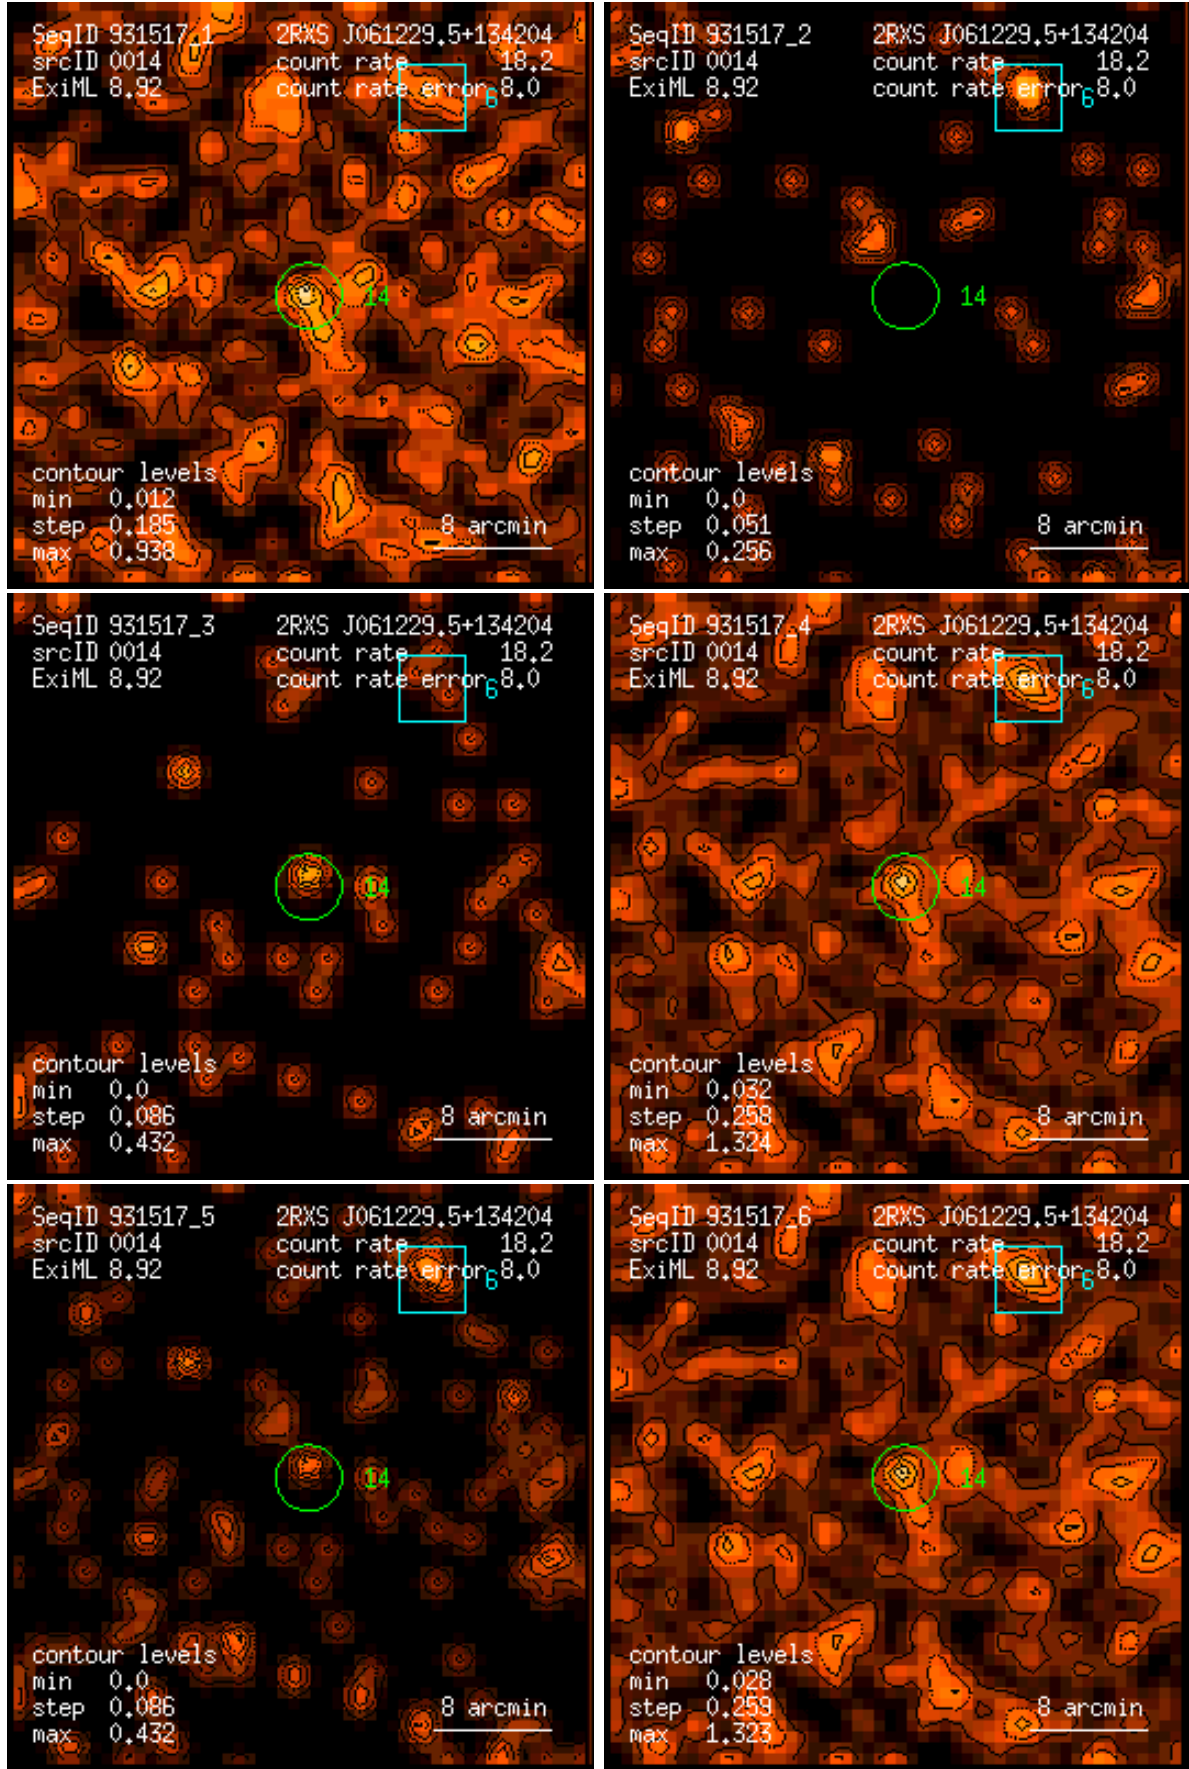 SeqID 931517_1 2RXS J061229.5+134204
srcID 0014 count rate 18.2
ExiML 8.92 count rate error 8.0
6
14
contour levels
min 0.012
step 0.185 8 arcmin
max 0.938
SeqID 931517_2 2RXS J061229.5+134204
srcID 0014 count rate 18.2
ExiML 8.92 count rate error 8.0
6
14
contour levels
min 0.0
step 0.051 8 arcmin
max 0.256
SeqID 931517_3 2RXS J061229.5+134204
srcID 0014 count rate 18.2
ExiML 8.92 count rate error 8.0
6
14
contour levels
min 0.0
step 0.086 8 arcmin
max 0.432
SeqID 931517_4 2RXS J061229.5+134204
srcID 0014 count rate 18.2
ExiML 8.92 count rate error 8.0
6
14
contour levels
min 0.032
step 0.258 8 arcmin
max 1.324
SeqID 931517_5 2RXS J061229.5+134204
srcID 0014 count rate 18.2
ExiML 8.92 count rate error 8.0
6
14
contour levels
min 0.0
step 0.086 8 arcmin
max 0.432
SeqID 931517_6 2RXS J061229.5+134204
srcID 0014 count rate 18.2
ExiML 8.92 count rate error 8.0
6
14
contour levels
min 0.028
step 0.259 8 arcmin
max 1.323